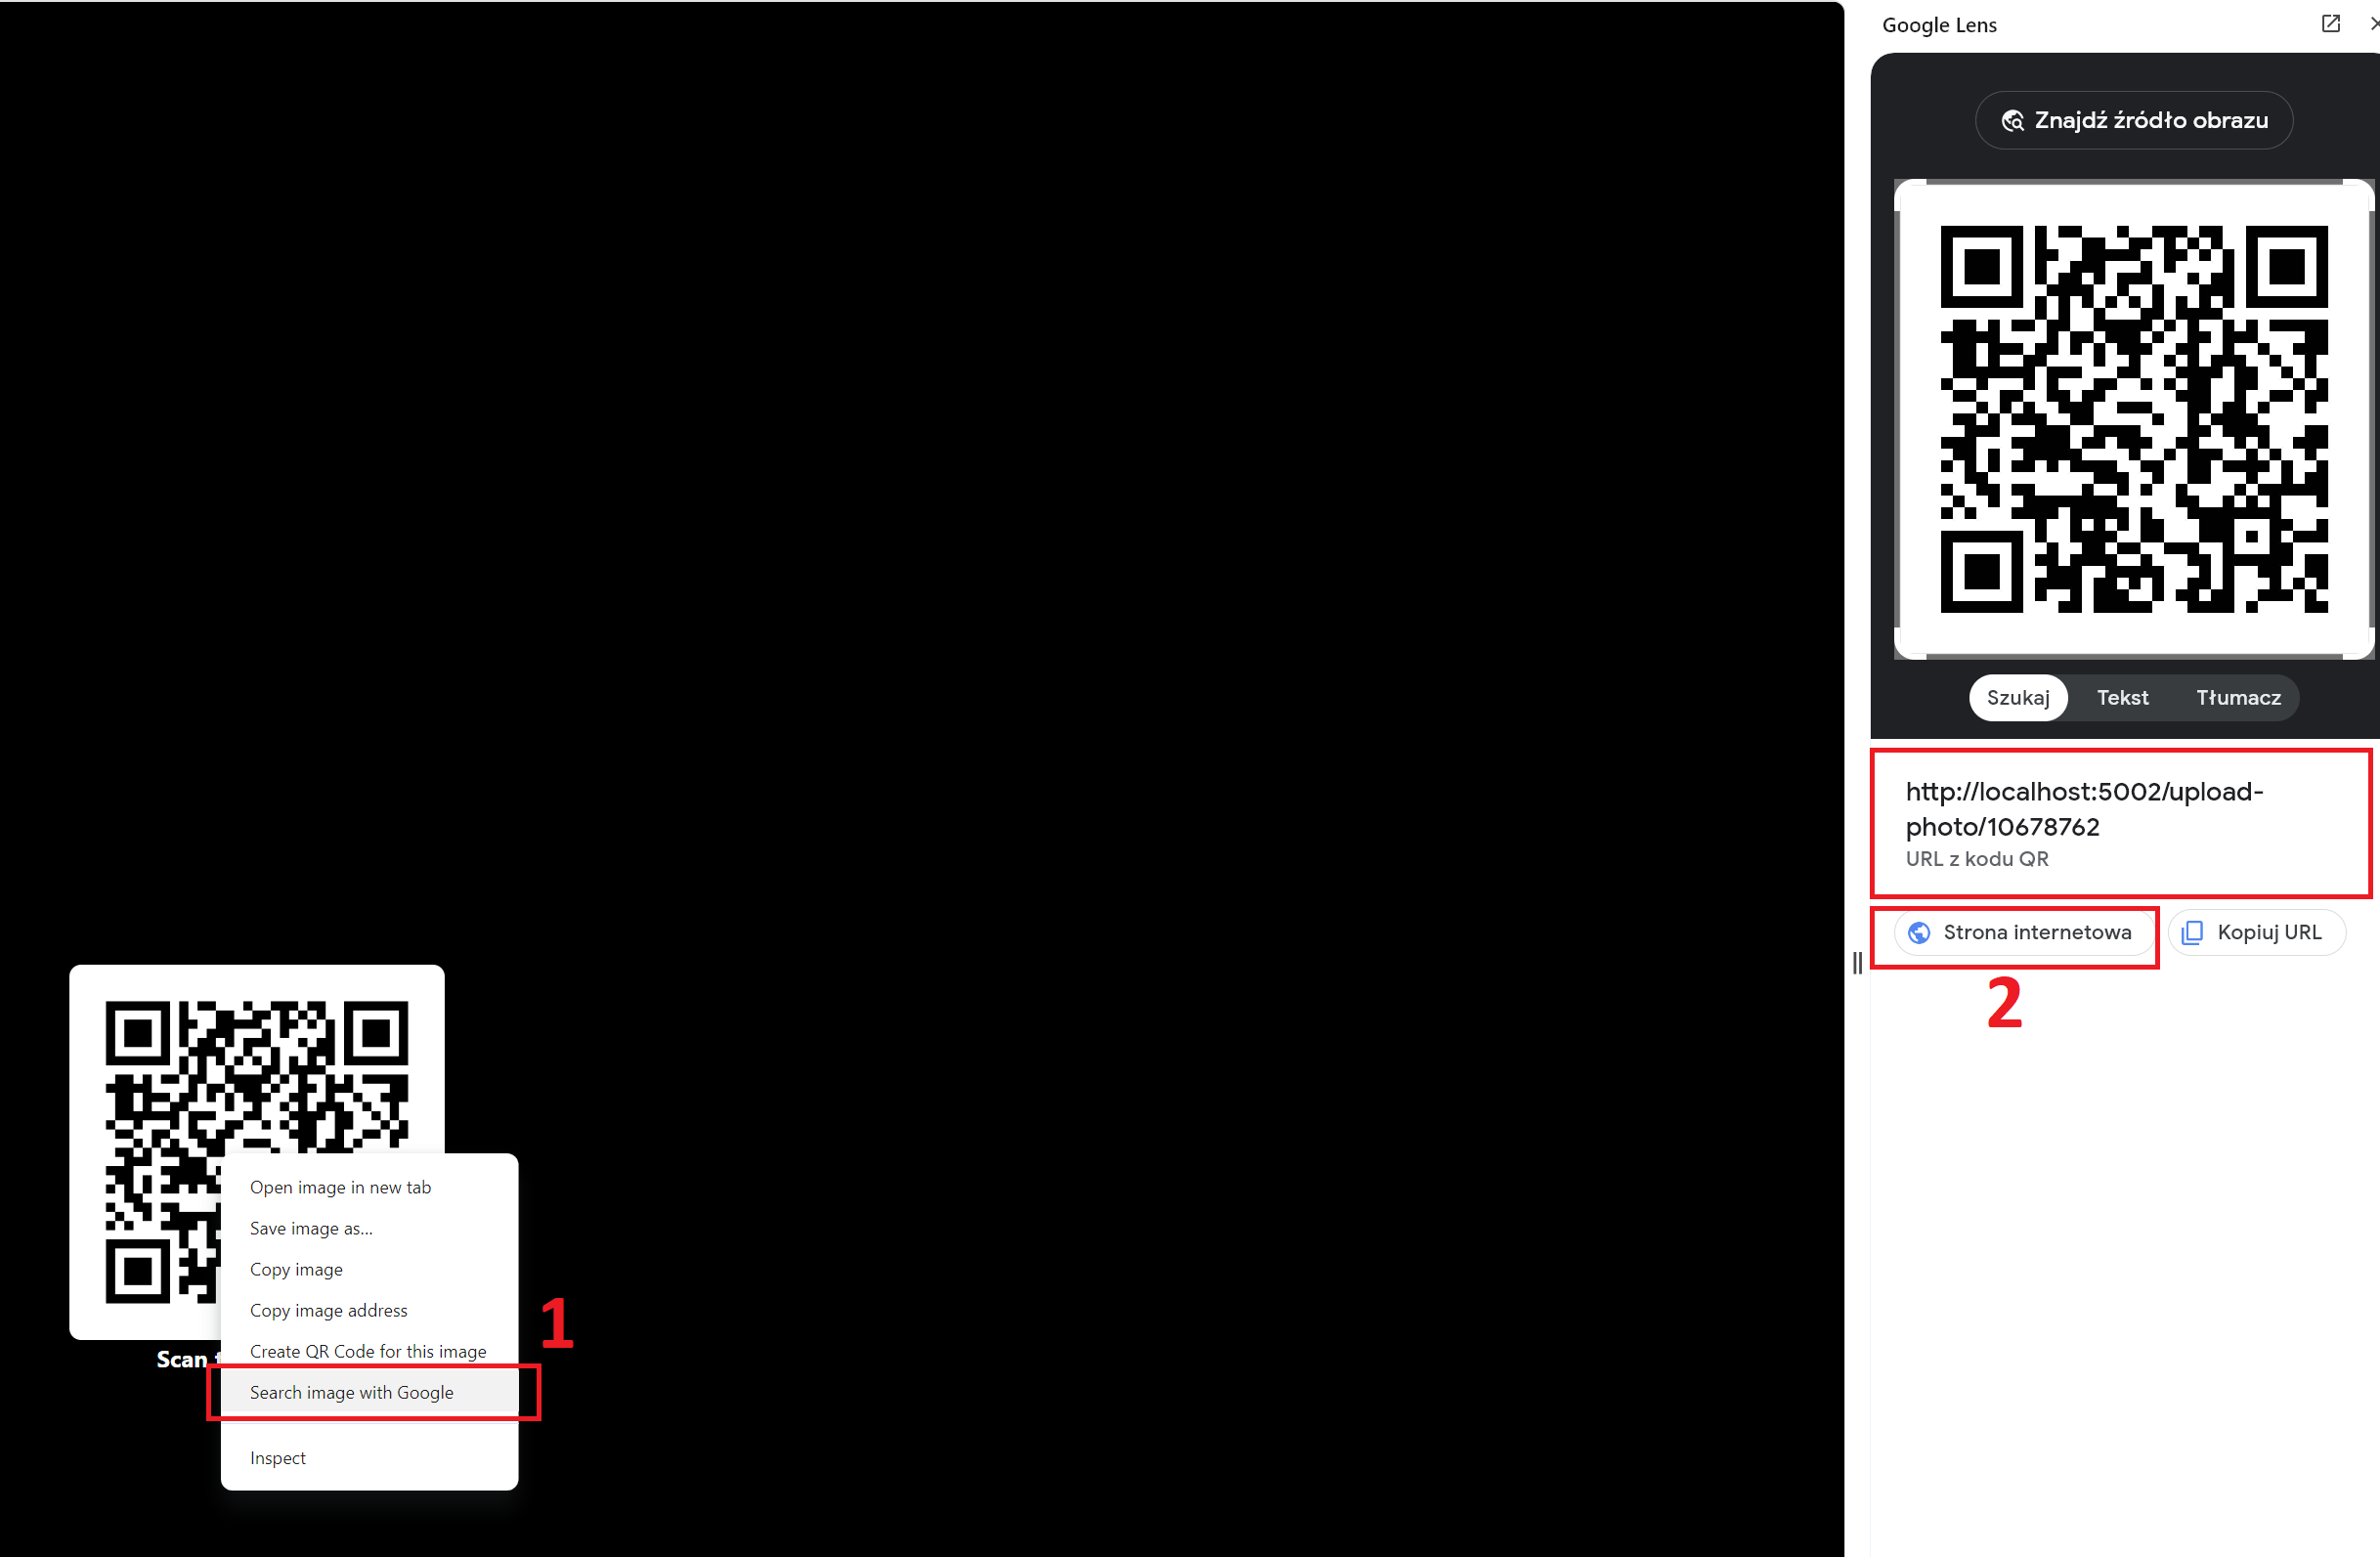 Google Lens
Znajdź źródło obrazu
Szukaj
Tekst
Tłumacz
http://localhost:5002/upload-
photo/10678762
URL z kodu QR
Strona internetowa
Kopiuj URL
2
Open image in new tab
Save image as...
Copy image
Copy image address
1
Create QR Code for this image
Scan
Search image with Google
Inspect